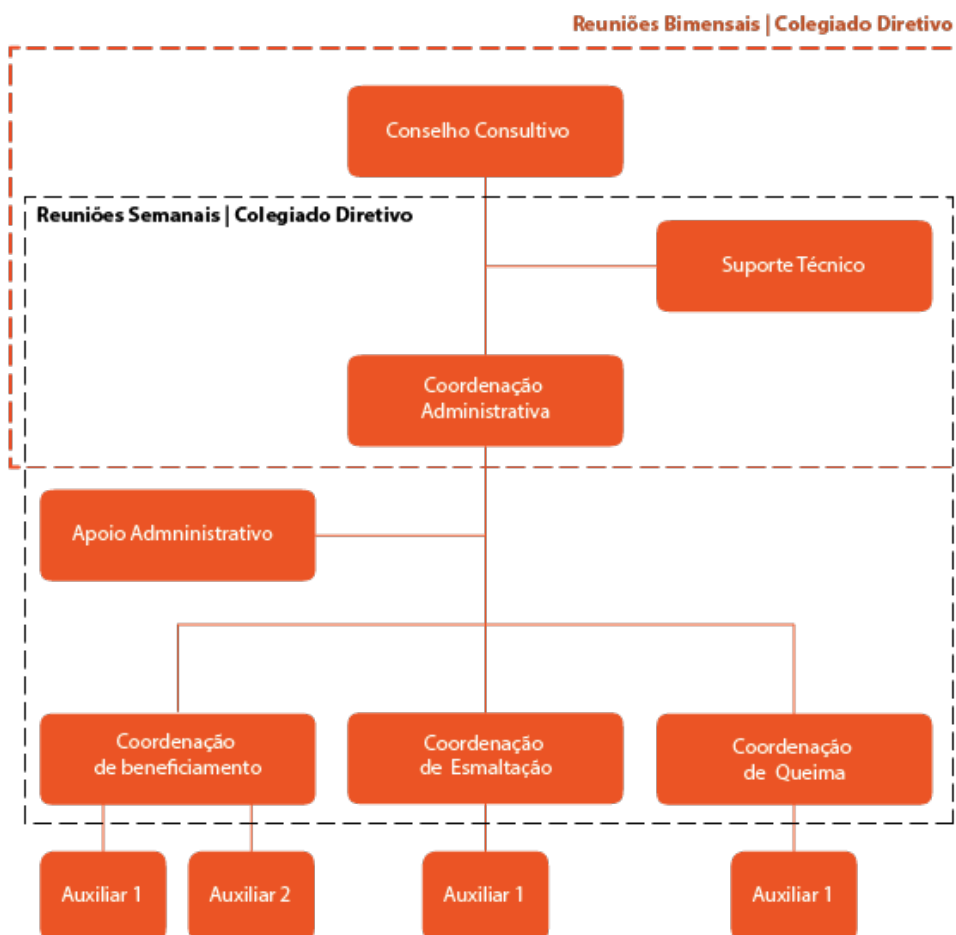 Reuniões Bimensais | Colegiado Diretivo
Conselho Consultivo
Reuniões Semanais | Colegiado Diretivo
Suporte Técnico
Coordenação
Administrativa
Apoio Admninistrativo
Coordenação
de beneficiamento
Coordenação
de Esmaltação
Coordenação
de Queima
Auxiliar 1
Auxiliar 2
Auxiliar 1
Auxiliar 1